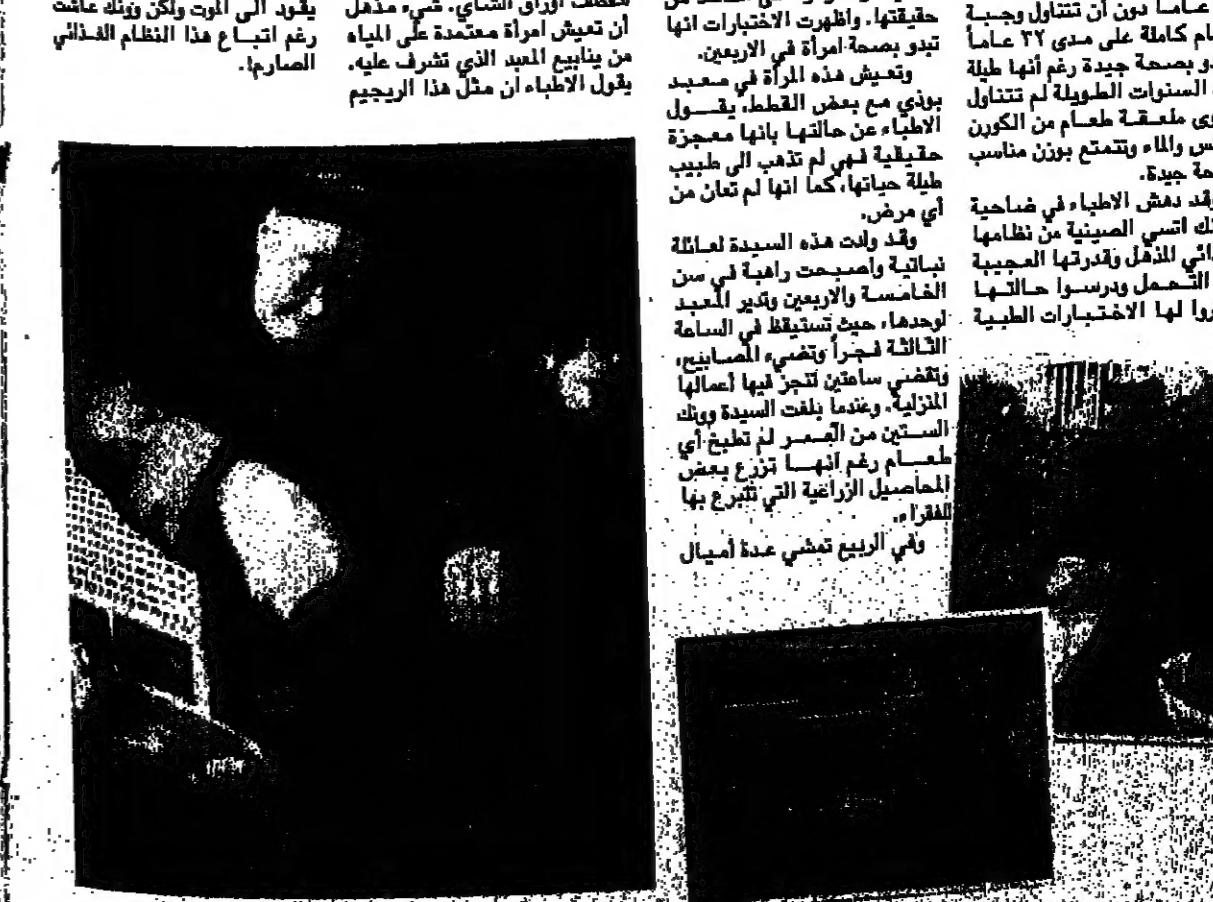 عاماً دون أن تتناول وجبة
كاملة على مدى ٣٢ عاماً
بصحة جيدة رغم أنها طيلة
السنوات الطويلة لم تتناول
ملعقة طعام من الكورن
والماء وتتمتع بوزن مناسب
جيدة.
وقد دهش الاطباء في ضاحية
اتسي الصينية من نظامها
المذهل وقدرتها العجيبة
التحمل ودرسوا حالتها
لها الاختبارات الطبية
حقيقتها. واظهرت الاختبارات انها
تبدو بصحة امرأة في الاربعين.
وتعيش هذه المرأة في معبد
بوذي مع بعض القطط. يقول
الاطباء عن حالتها بانها معجزة
حقيقية فهي لم تذهب الى طبيب
طيلة حياتها، كما انها لم تعان من
أي مرض.
وقد ولدت هذه السيدة لعائلة
نباتية واصبحت راهبة في سن
الخامسة والاربعين وتدير المعبد
لوحدها، حيث تستيقظ في الساعة
الثالثة فجراً وتضيء المصابيح،
وتقضي ساعتين تنجز فيها أعمالها
المنزلية. وعندما بلغت السيدة وونك
الستين من العمر لم تطبخ أي
طعام رغم انها تزرع بعض
المحاصيل الزراعية التي تتبرع بها
للفقراء.
وفي الربيع تمشي عدة أميال
أوراق الشاي. شيء مذهل
أن تعيش امرأة معتمدة على المياه
من ينابيع المعبد الذي تشرف عليه.
يقول الاطباء ان مثل هذا الريجيم
يقود الى الموت ولكن وونك عاشت
رغم اتباع هذا النظام الغذائي
الصارم!.